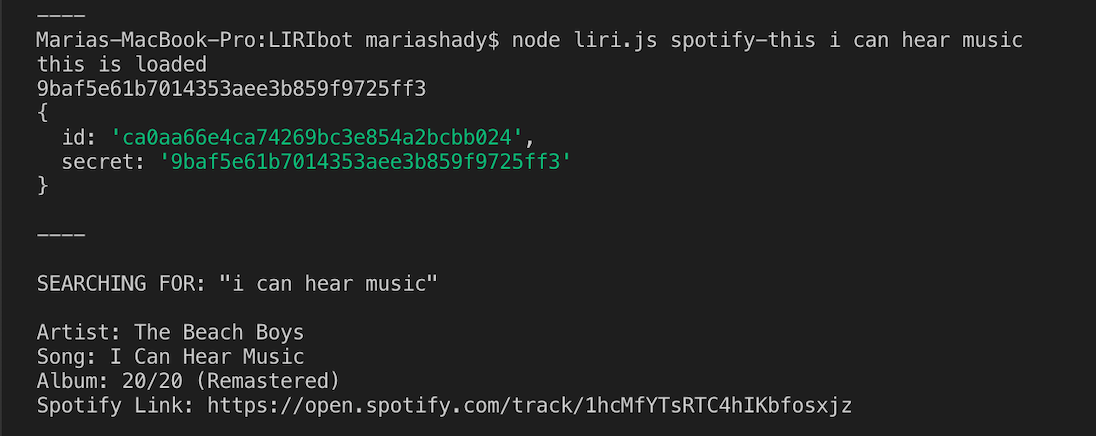 ----
Marias-MacBook-Pro:LIRIbot mariashady$ node liri.js spotify-this i can hear music
this is loaded
9baf5e61b7014353aee3b859f9725ff3
{
  id: 'ca0aa66e4ca74269bc3e854a2bcbb024',
  secret: '9baf5e61b7014353aee3b859f9725ff3'
}
----
SEARCHING FOR: "i can hear music"
Artist: The Beach Boys
Song: I Can Hear Music
Album: 20/20 (Remastered)
Spotify Link: https://open.spotify.com/track/1hcMfYTsRTC4hIKbfosxjz